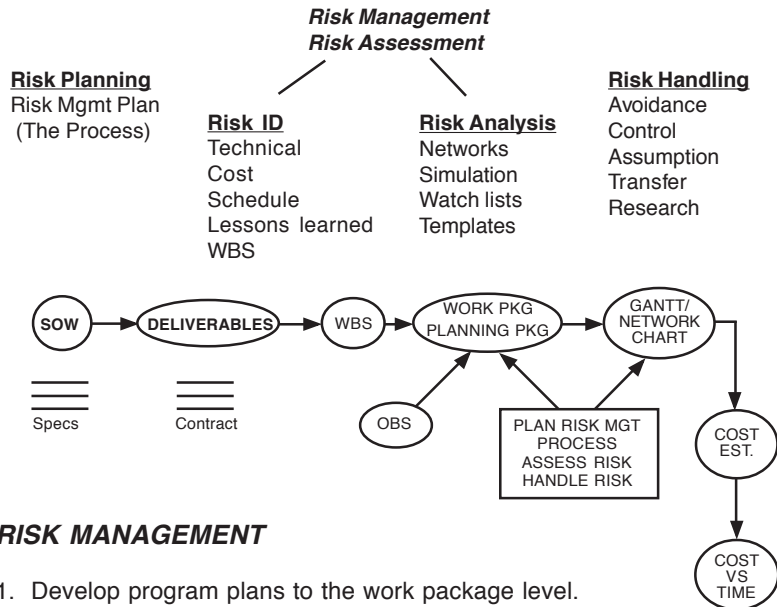 Risk Management
Risk Assessment
Risk Planning
Risk Mgmt Plan
(The Process)
Risk ID
Technical
Cost
Schedule
Lessons learned
WBS
Risk Analysis
Networks
Simulation
Watch lists
Templates
Risk Handling
Avoidance
Control
Assumption
Transfer
Research
SOW
DELIVERABLES
WBS
WORK PKG
PLANNING PKG
GANTT/
NETWORK
CHART
Specs
Contract
OBS
PLAN RISK MGT
PROCESS
ASSESS RISK
HANDLE RISK
COST
EST.
COST
VS
TIME
RISK MANAGEMENT
1. Develop program plans to the work package level.